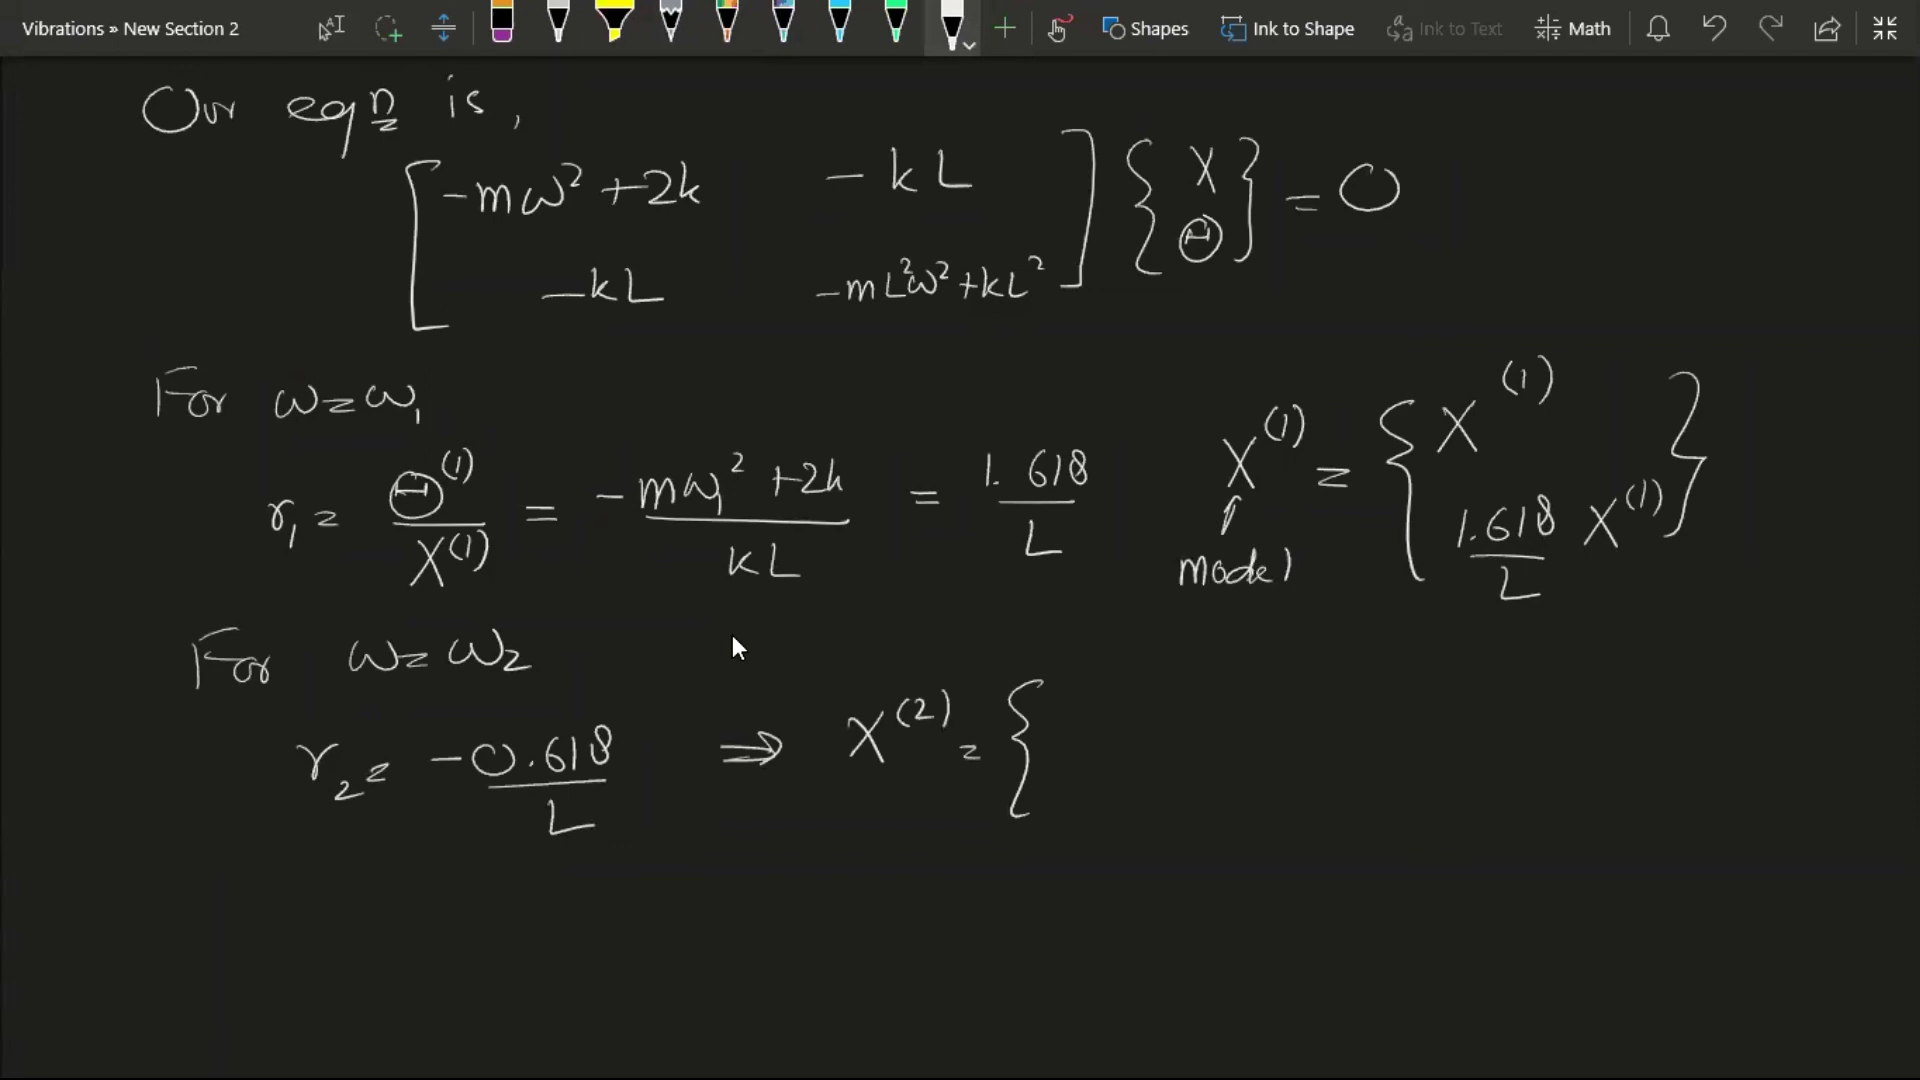 Vibrations » New Section 2 Shapes Ink to Shape Ink to Text Math
Our eqn is,
[ -mω² + 2k   -kL ; -kL   -mL²ω² + kL² ] { X ; Θ } = 0
For ω = ω₁
r₁ = Θ⁽¹⁾ / X⁽¹⁾ = (-mω₁² + 2k) / kL = 1.618 / L   X⁽¹⁾ = { X⁽¹⁾ ; 1.618 / L X⁽¹⁾ }
mode 1
For ω = ω₂
r₂ = -0.618 / L ⇒ X⁽²⁾ = {